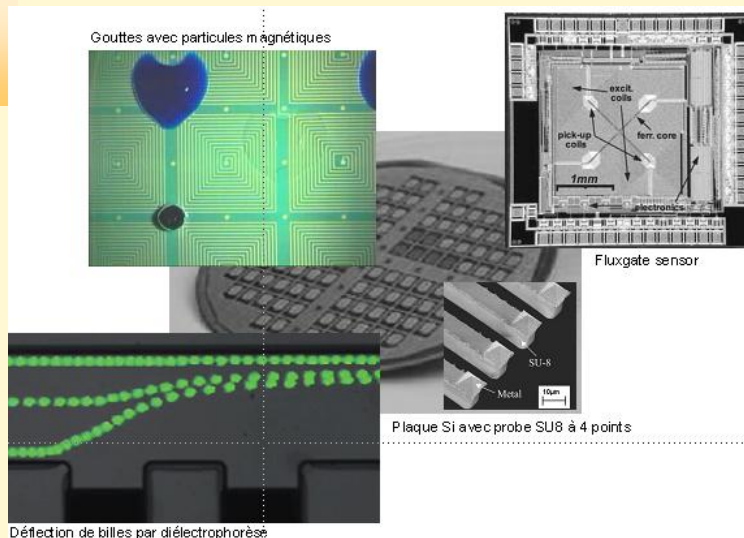 Gouttes avec particules magnétiques
excit.
coils
pick-up
coils
ferr. core
1mm
electronics
Fluxgate sensor
SU-8
Metal
10µm
Plaque Si avec probe SU8 à 4 points
Déflection de billes par diélectrophorèse